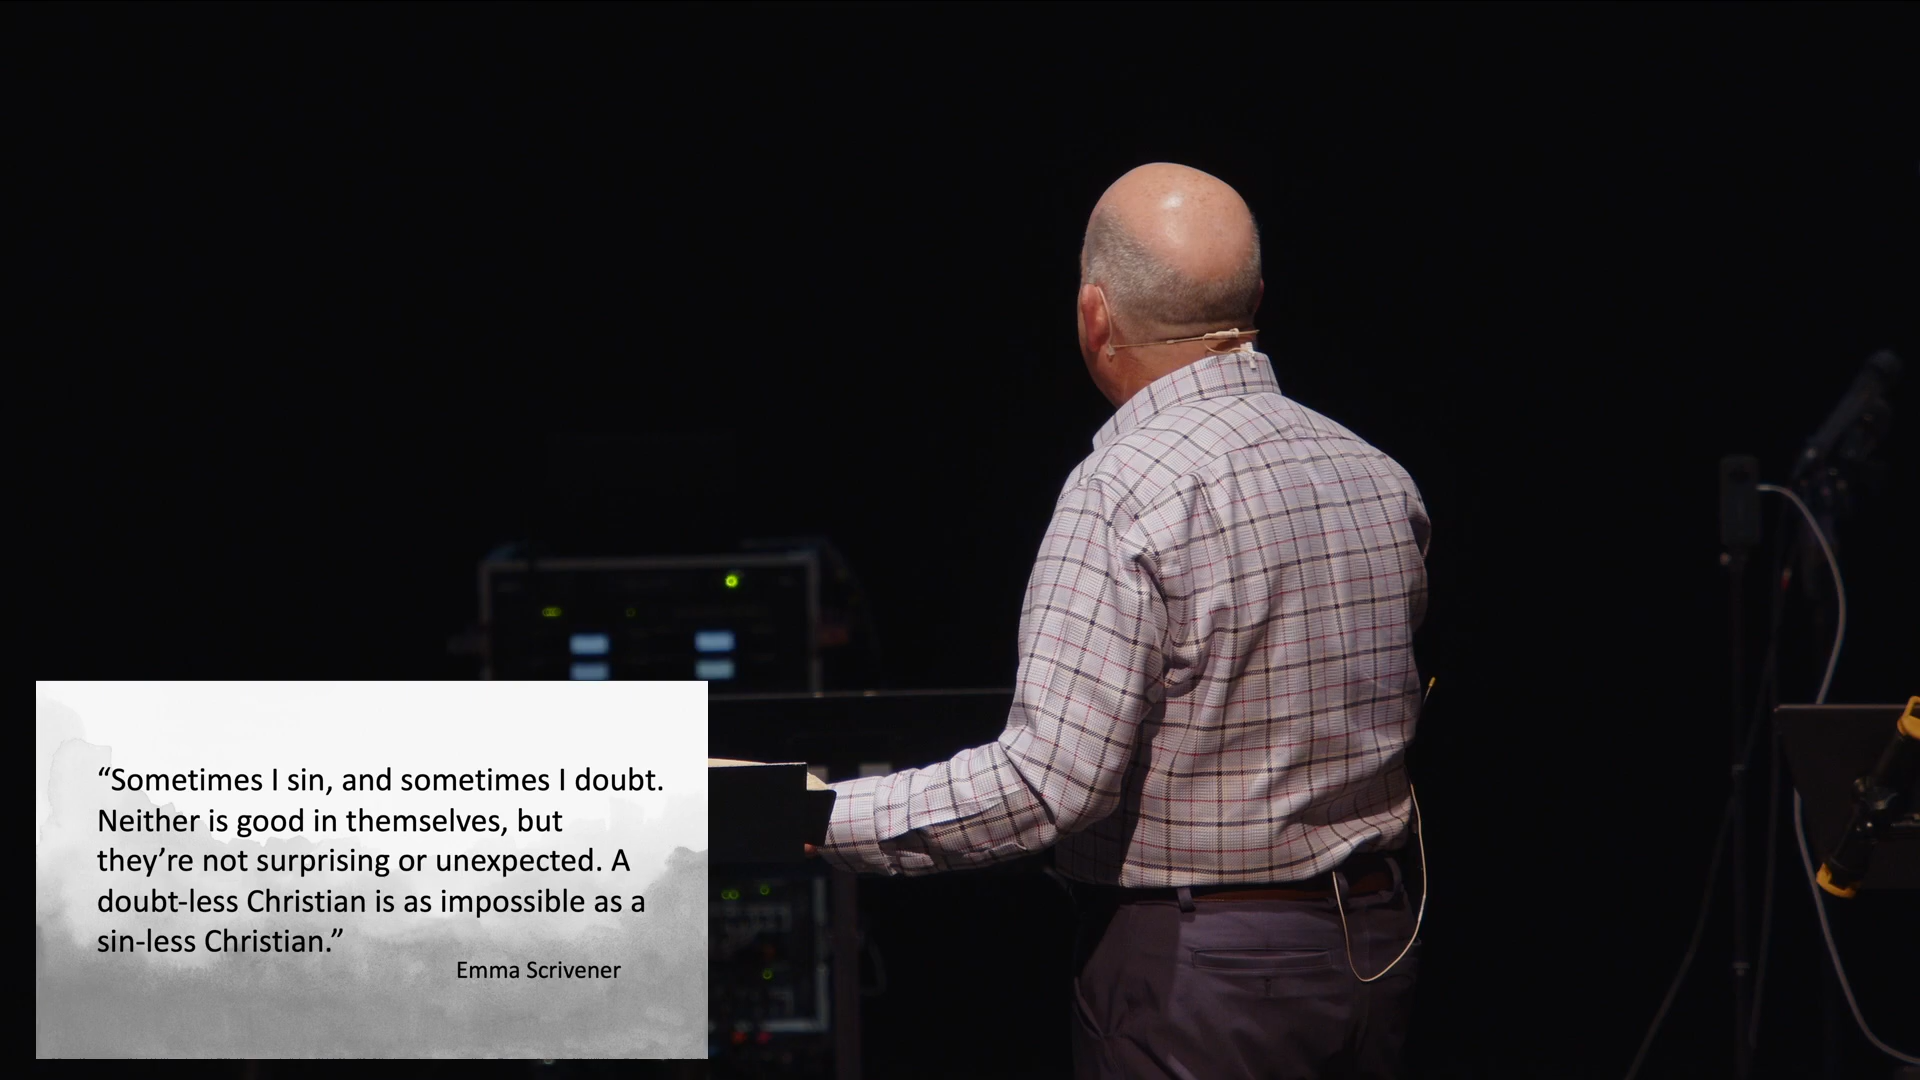 “Sometimes I sin, and sometimes I doubt.
Neither is good in themselves, but
they’re not surprising or unexpected. A
doubt-less Christian is as impossible as a
sin-less Christian.”
Emma Scrivener